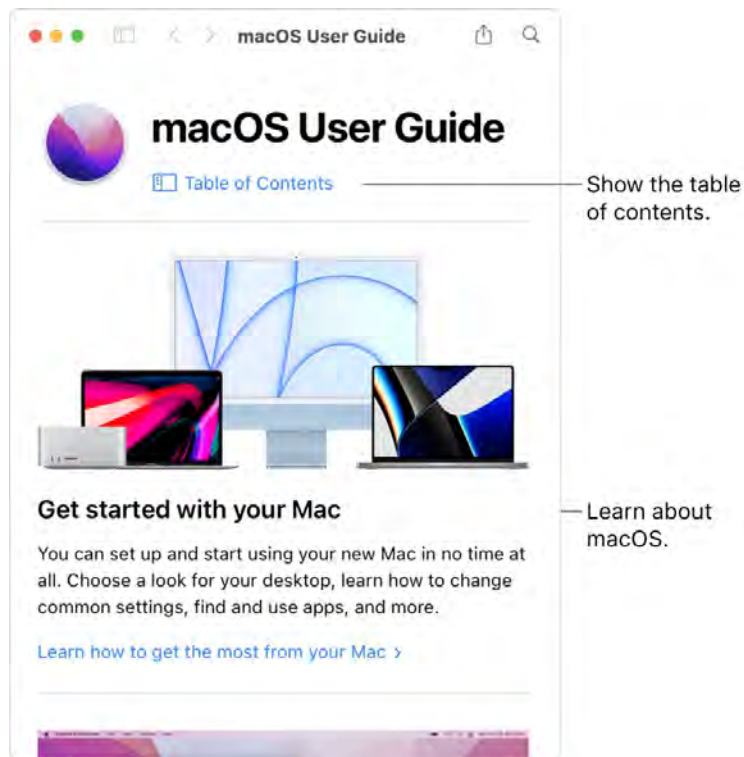 macOS User Guide
macOS User Guide
Table of Contents
Show the table
of contents.
Get started with your Mac
Learn about
macOS.
You can set up and start using your new Mac in no time at
all. Choose a look for your desktop, learn how to change
common settings, find and use apps, and more.
Learn how to get the most from your Mac >